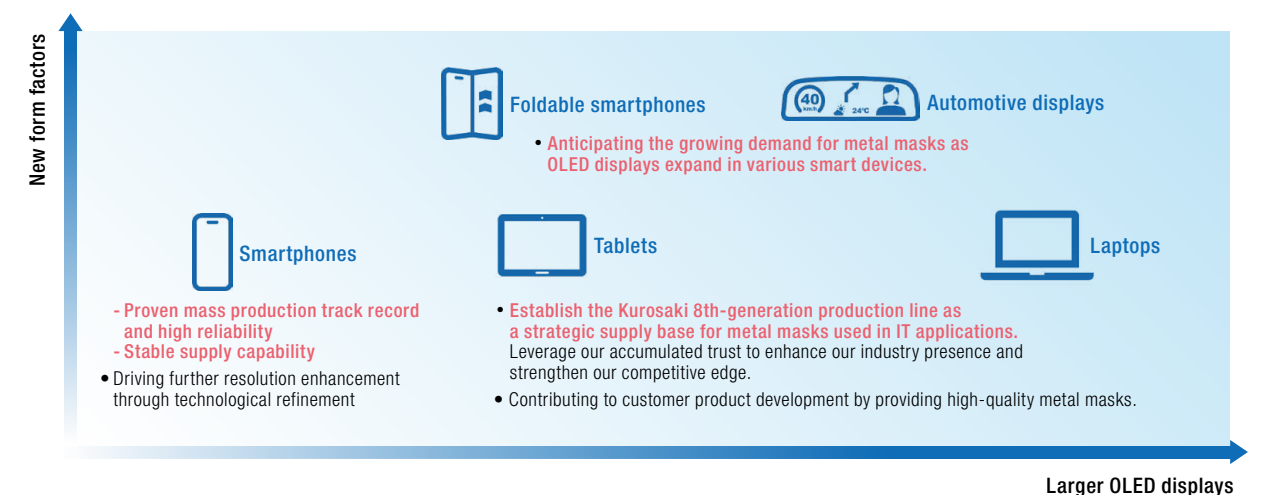 New form factors
Foldable smartphones
40
km/h
24°C
Automotive displays
• Anticipating the growing demand for metal masks as
OLED displays expand in various smart devices.
Smartphones
- Proven mass production track record
and high reliability
- Stable supply capability
• Driving further resolution enhancement
through technological refinement
Tablets
Laptops
• Establish the Kurosaki 8th-generation production line as
a strategic supply base for metal masks used in IT applications.
Leverage our accumulated trust to enhance our industry presence and
strengthen our competitive edge.
• Contributing to customer product development by providing high-quality metal masks.
Larger OLED displays